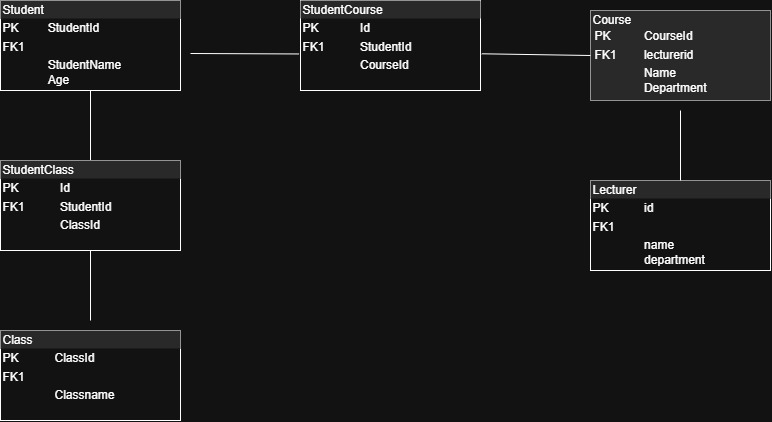 Student
PK StudentId
FK1
StudentName
Age
StudentCourse
PK Id
FK1 StudentId
CourseId
Course
PK CourseId
FK1 lecturerid
Name
Department
StudentClass
PK Id
FK1 StudentId
ClassId
Lecturer
PK id
FK1
name
department
Class
PK ClassId
FK1
Classname